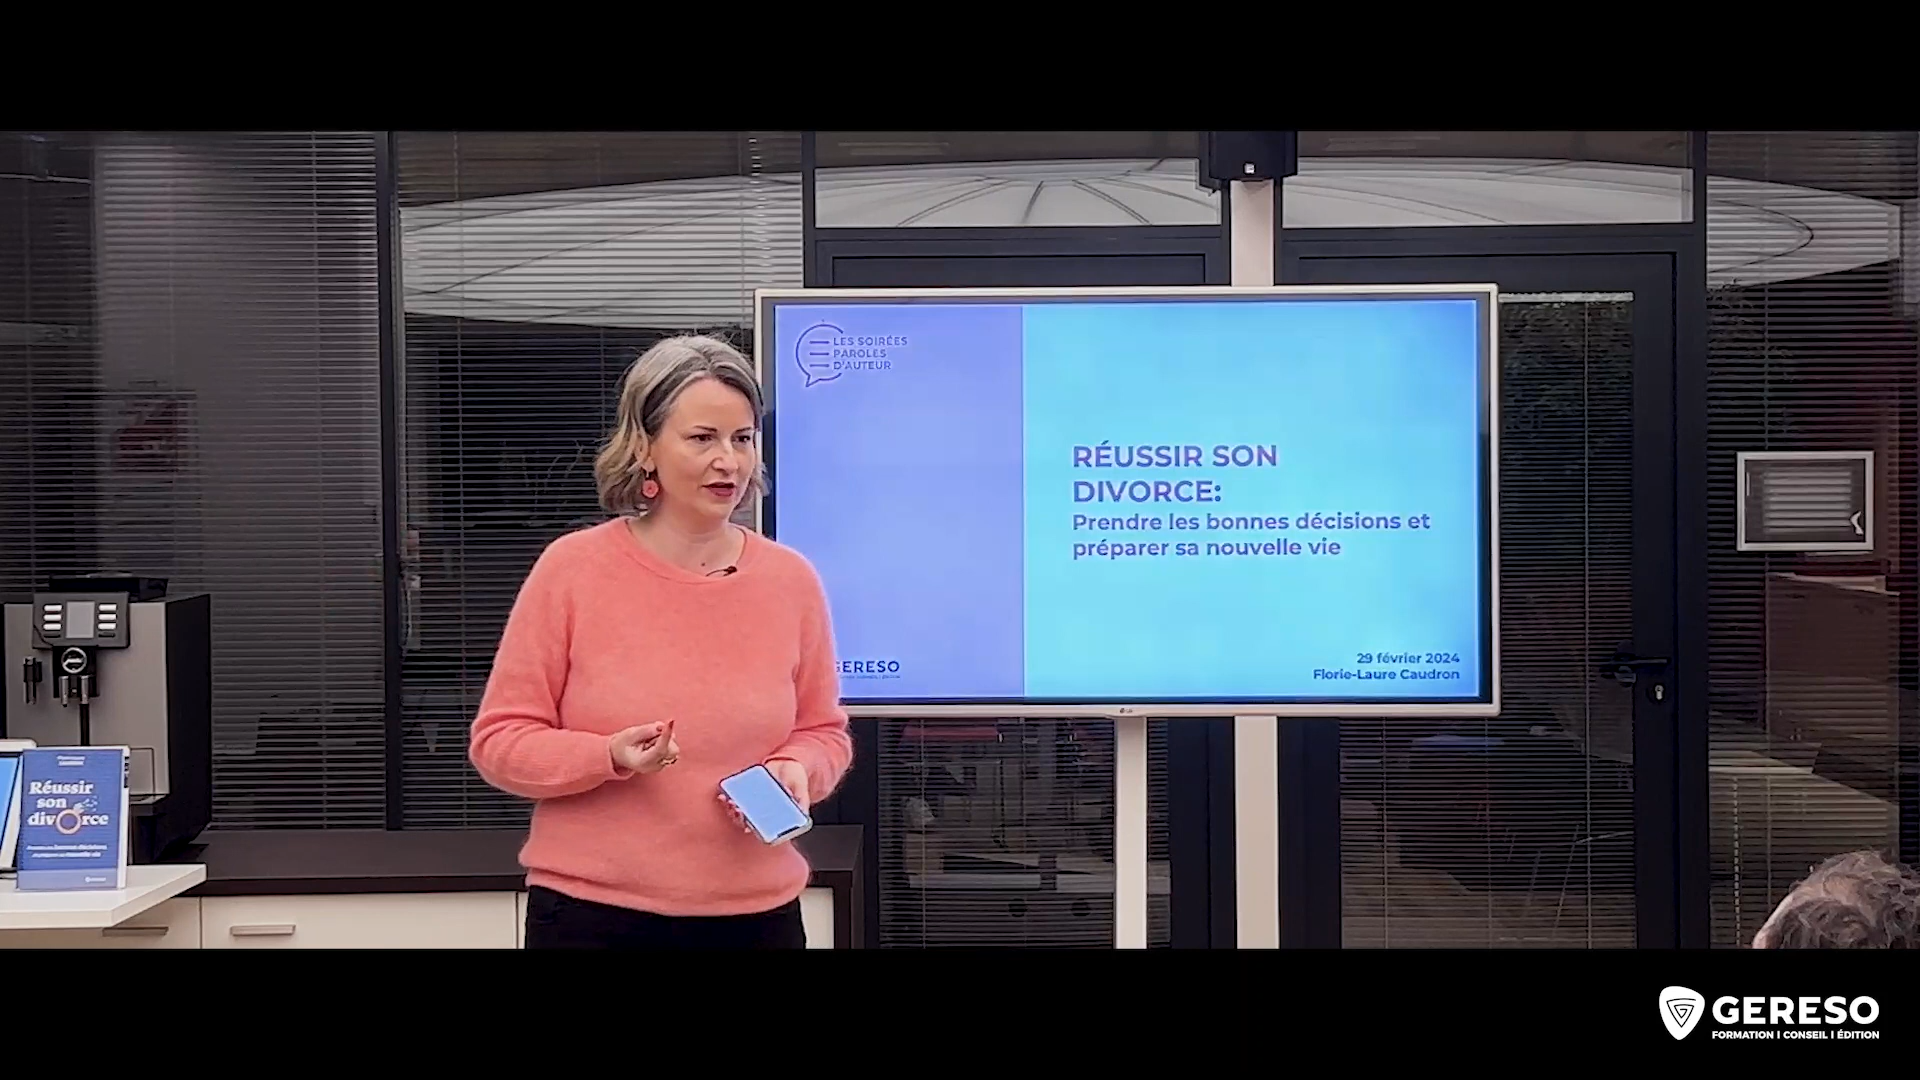 LES SOIRÉES
PAROLES
D'AUTEUR
RÉUSSIR SON
DIVORCE:
Prendre les bonnes décisions et
préparer sa nouvelle vie
29 février 2024
Florie-Laure Caudron
GERESO
LG
Réussir
son
divorce
GERESO
FORMATION | CONSEIL | ÉDITION